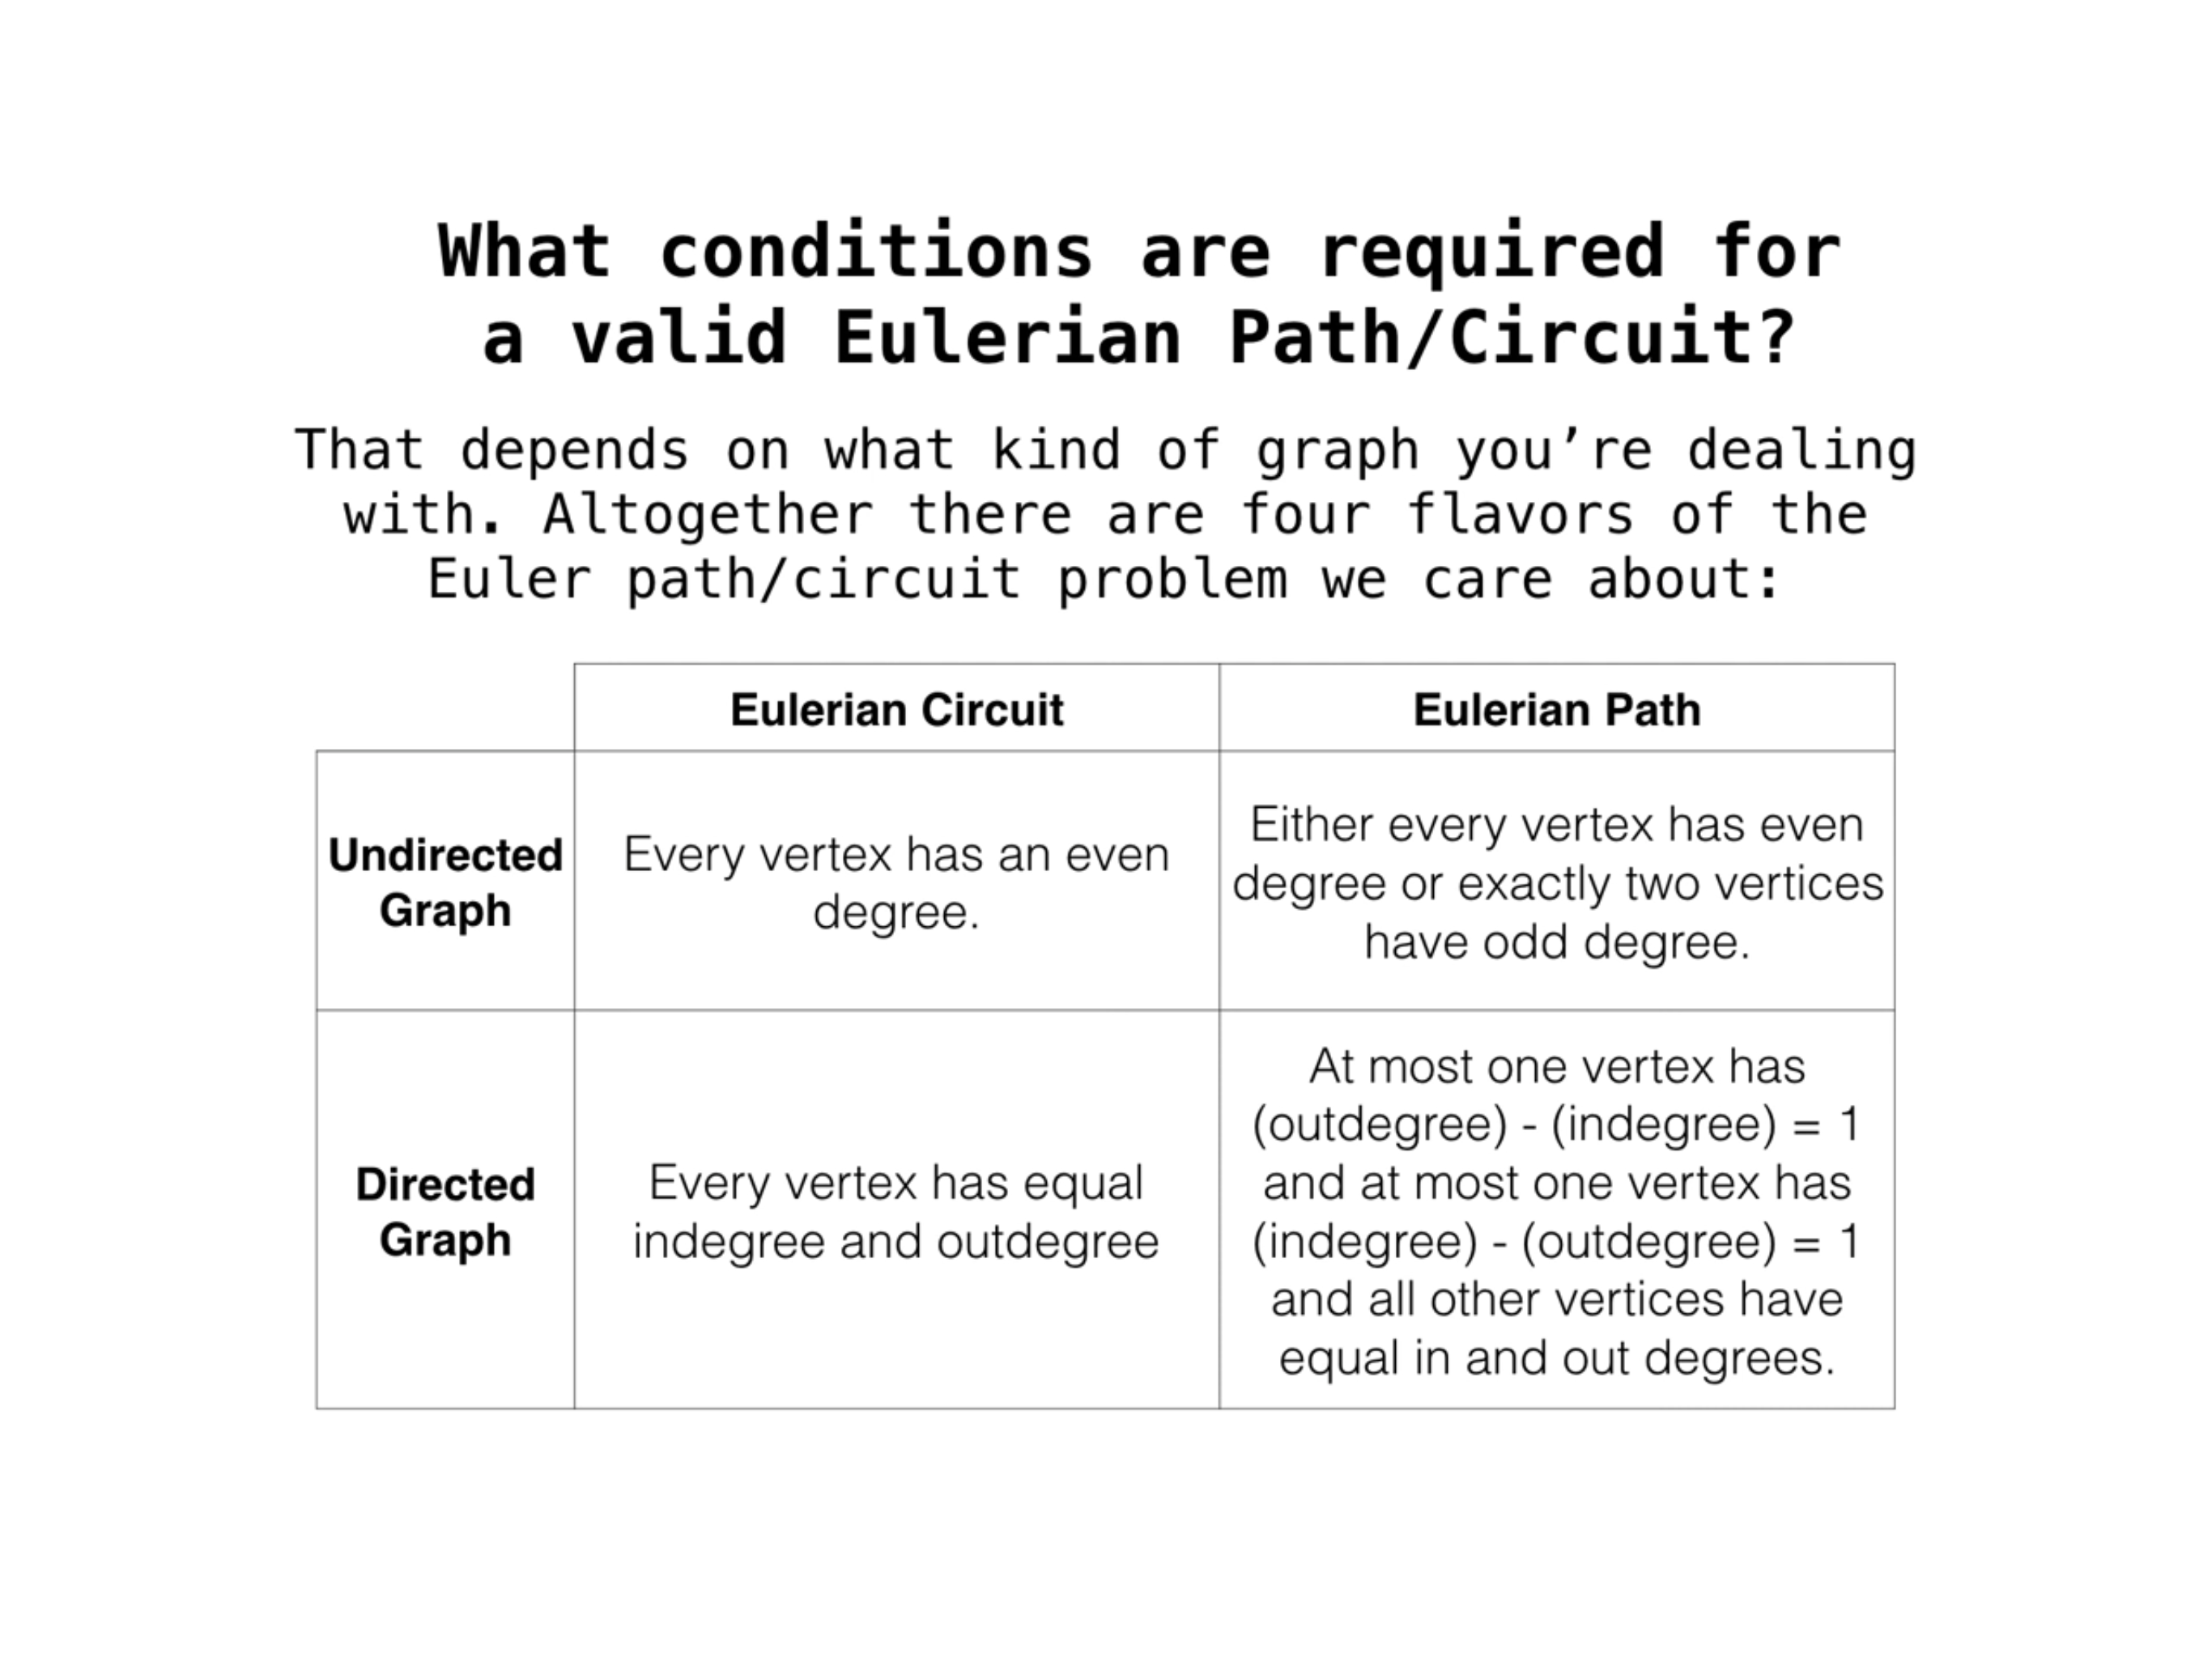 What conditions are required for
a valid Eulerian Path/Circuit?
That depends on what kind of graph you’re dealing
with. Altogether there are four flavors of the
Euler path/circuit problem we care about:
Eulerian Circuit
Eulerian Path
Undirected
Graph
Every vertex has an even
degree.
Either every vertex has even
degree or exactly two vertices
have odd degree.
Directed
Graph
Every vertex has equal
indegree and outdegree
At most one vertex has
(outdegree) - (indegree) = 1
and at most one vertex has
(indegree) - (outdegree) = 1
and all other vertices have
equal in and out degrees.